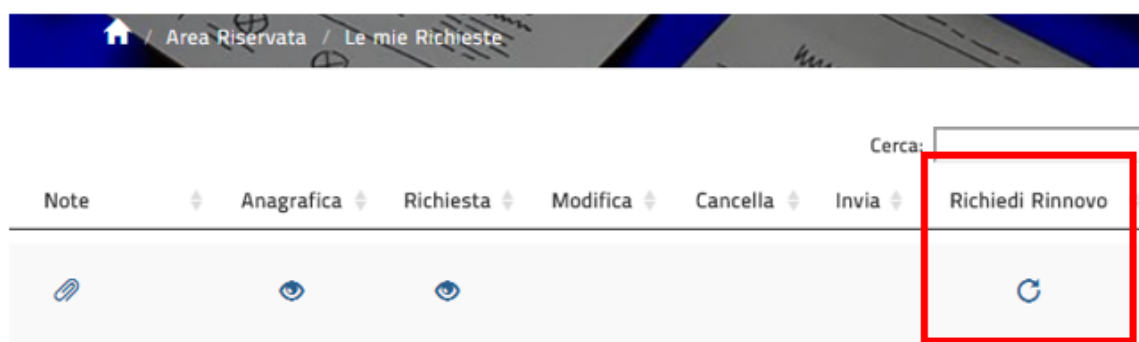 / Area Riservata / Le mie Richieste
Cerca:
Note Anagrafica Richiesta Modifica Cancella Invia Richiedi Rinnovo